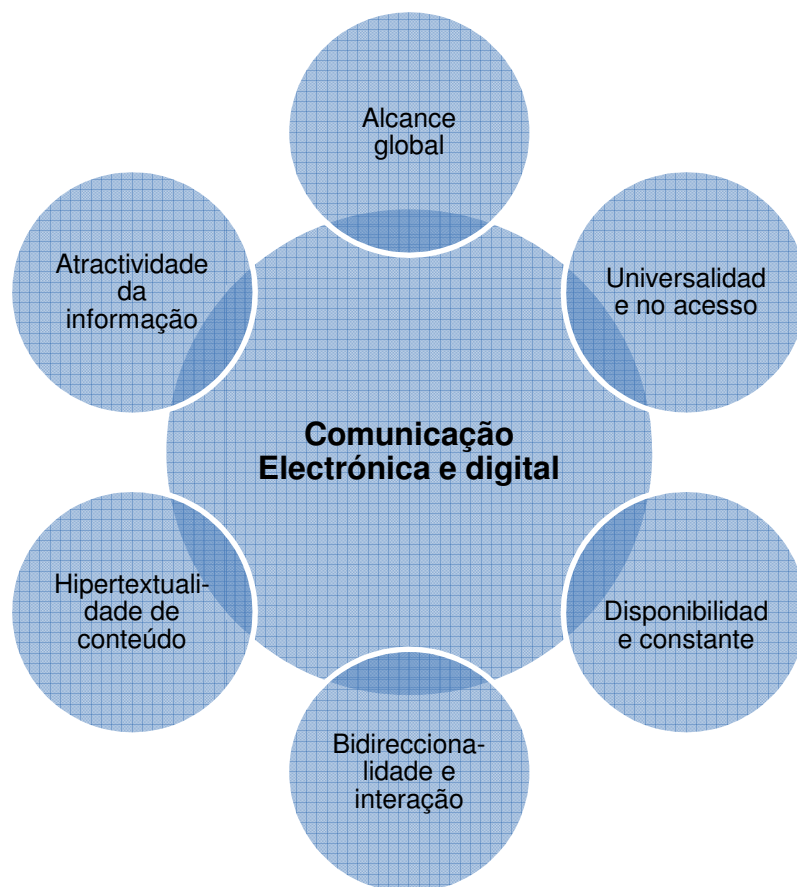 Alcance
global
Universalidad
e no acesso
Disponibilidad
e constante
Bidirecciona-
alidade e
interação
Hipertextuali-
dade de
conteúdo
Atractividade
da
informação
Comunicação
Electrónica e digital